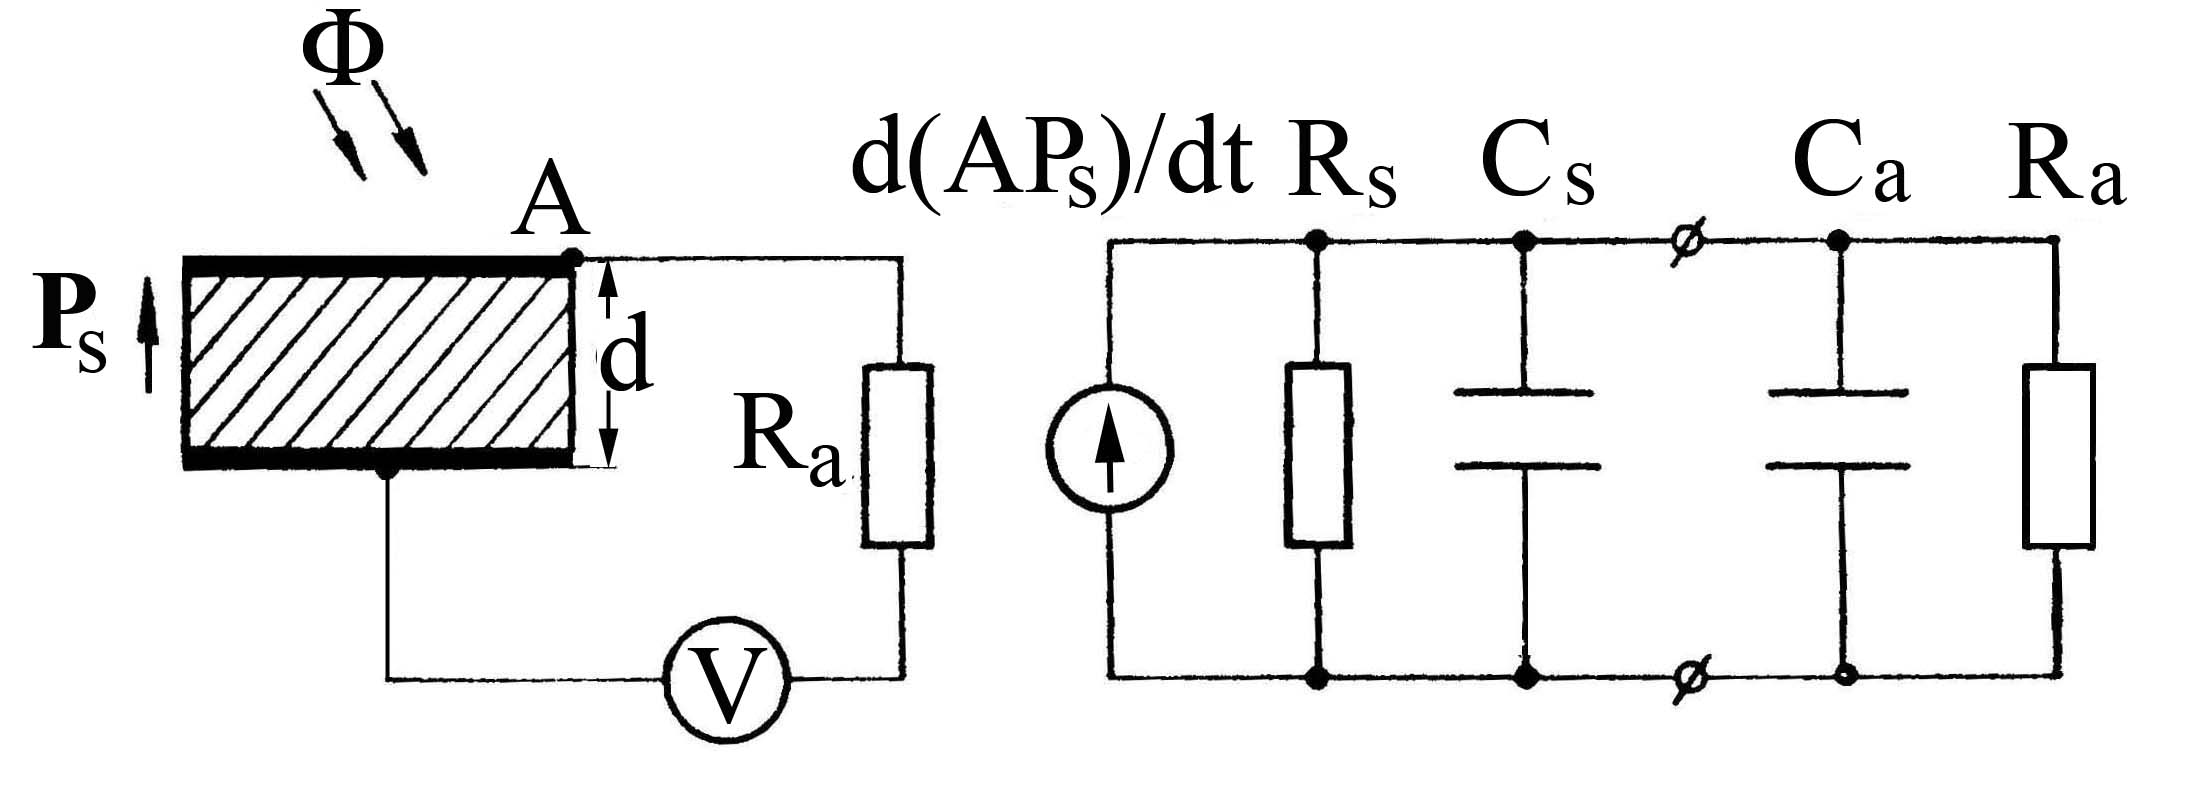 Φ
A
d(APs)/dt Rs Cs Ca Ra
Ps
d
Ra
V